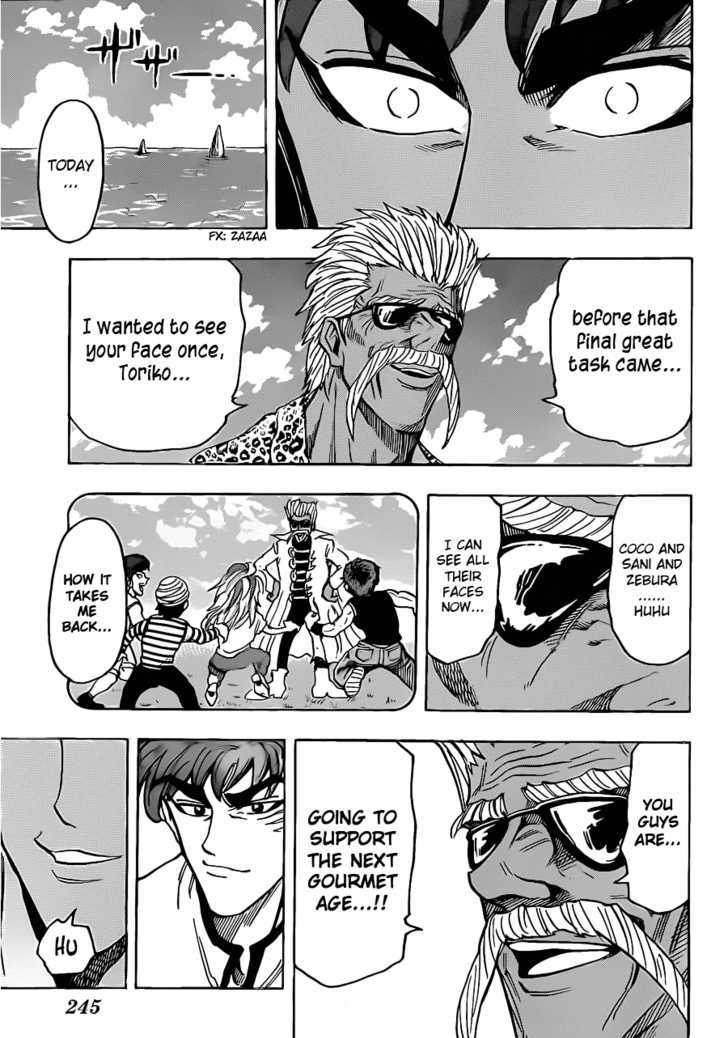 ザザー
TODAY
...
FX: ZAZAA
before that
final great
task came...
I wanted to see
your face once,
Toriko...
COCO AND
SANI AND
ZEBURA
......
HUHU
I CAN
SEE ALL
THEIR
FACES
NOW...
HOW IT
TAKES
ME
BACK...
YOU
GUYS
ARE...
GOING TO
SUPPORT
THE NEXT
GOURMET
AGE...!!
HU
245